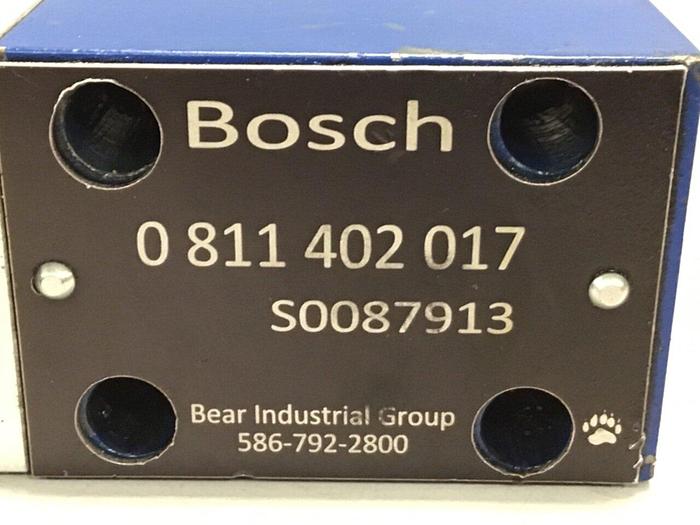 Bosch
0 811 402 017
S0087913
Bear Industrial Group
586-792-2800